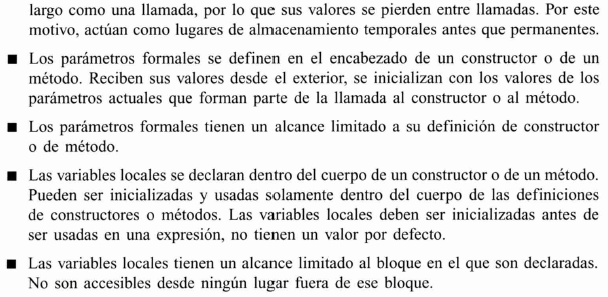 largo como una llamada, por lo que sus valores se pierden entre llamadas. Por este
motivo, actúan como lugares de almacenamiento temporales antes que permanentes.
■ Los parámetros formales se definen en el encabezado de un constructor o de un
método. Reciben sus valores desde el exterior, se inicializan con los valores de los
parámetros actuales que forman parte de la llamada al constructor o al método.
■ Los parámetros formales tienen un alcance limitado a su definición de constructor
o de método.
■ Las variables locales se declaran dentro del cuerpo de un constructor o de un método.
Pueden ser inicializadas y usadas solamente dentro del cuerpo de las definiciones
de constructores o métodos. Las variables locales deben ser inicializadas antes de
ser usadas en una expresión, no tienen un valor por defecto.
■ Las variables locales tienen un alcance limitado al bloque en el que son declaradas.
No son accesibles desde ningún lugar fuera de ese bloque.